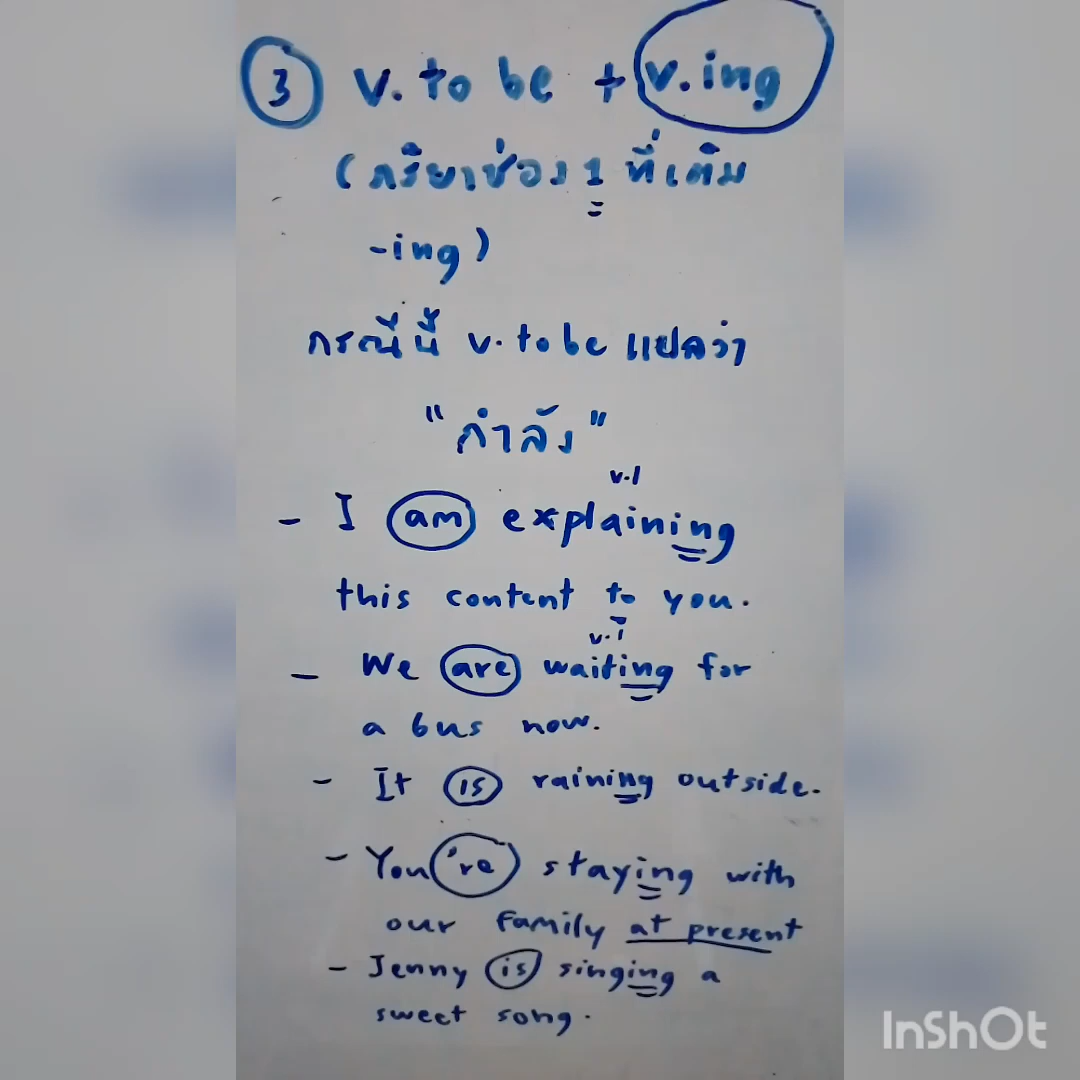 3 v. to be + v.ing
(กริยาช่อง 1 ที่เติม
-ing)
กรณีนี้ v. to be แปลว่า
"กำลัง"
v.1
- I am explaining
this content to you.
v.1
- We are waiting for
a bus now.
- It is raining outside.
- You're staying with
our family at present
- Jenny is singing a
sweet song.
InShOt